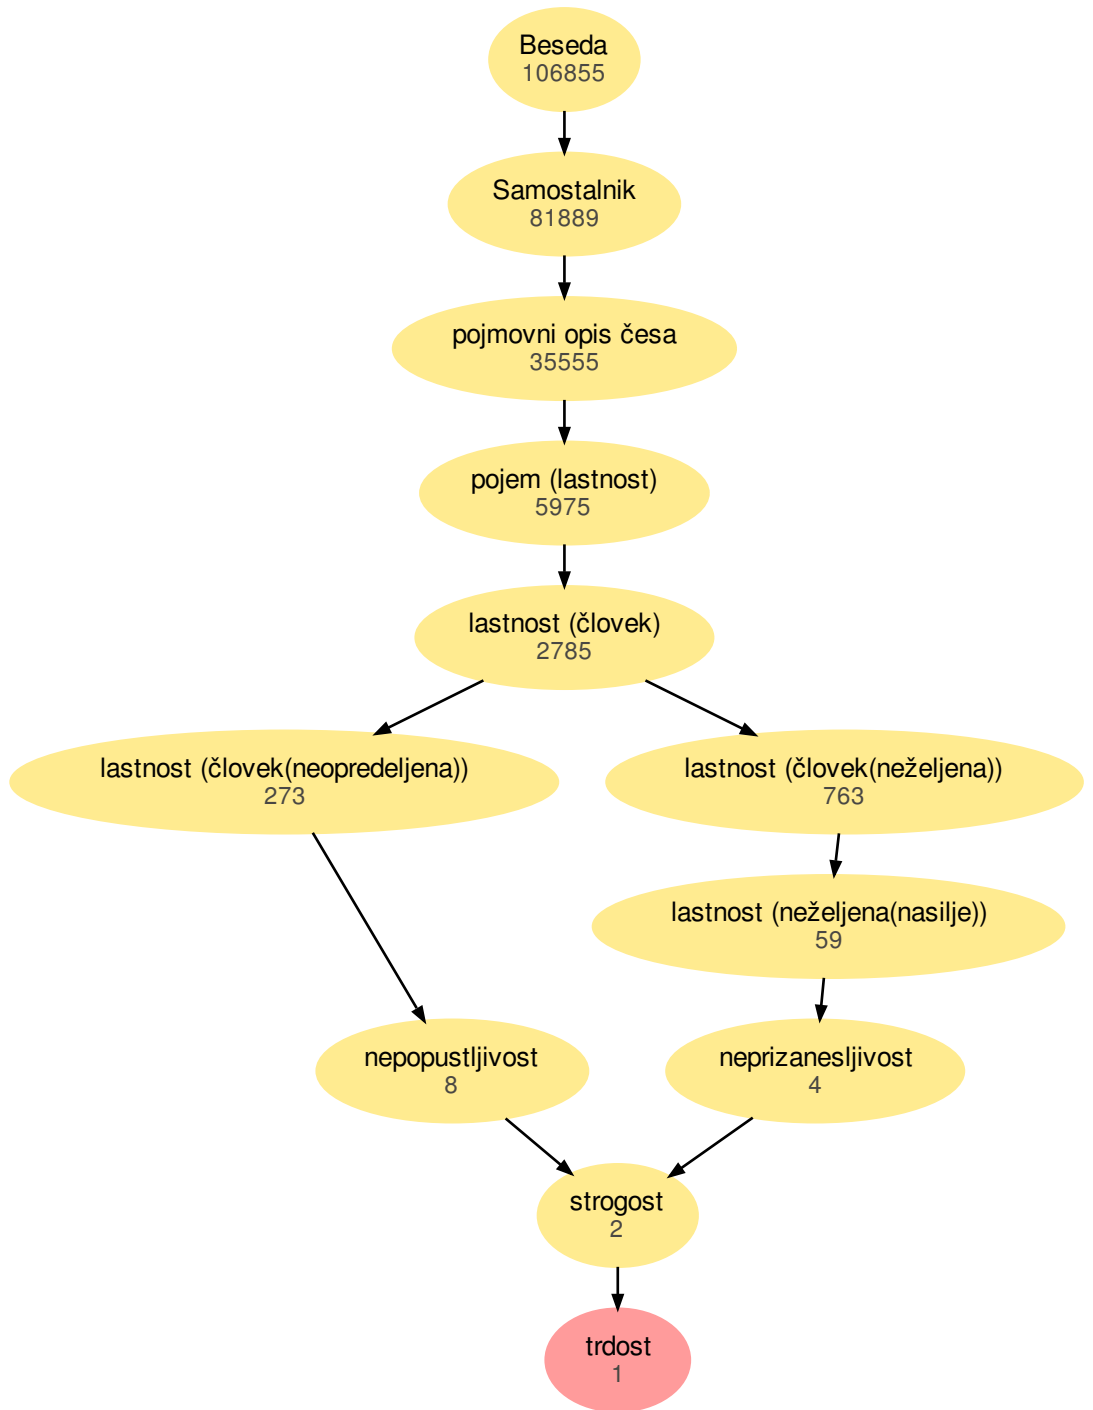 Beseda
106855
Samostalnik
81889
pojmovni opis česa
35555
pojem (lastnost)
5975
lastnost (človek)
2785
lastnost (človek(neopredeljena))
273
lastnost (človek(neželjena))
763
lastnost (neželjena(nasilje))
59
nepopustljivost
8
neprizanesljivost
4
strogost
2
trdost
1